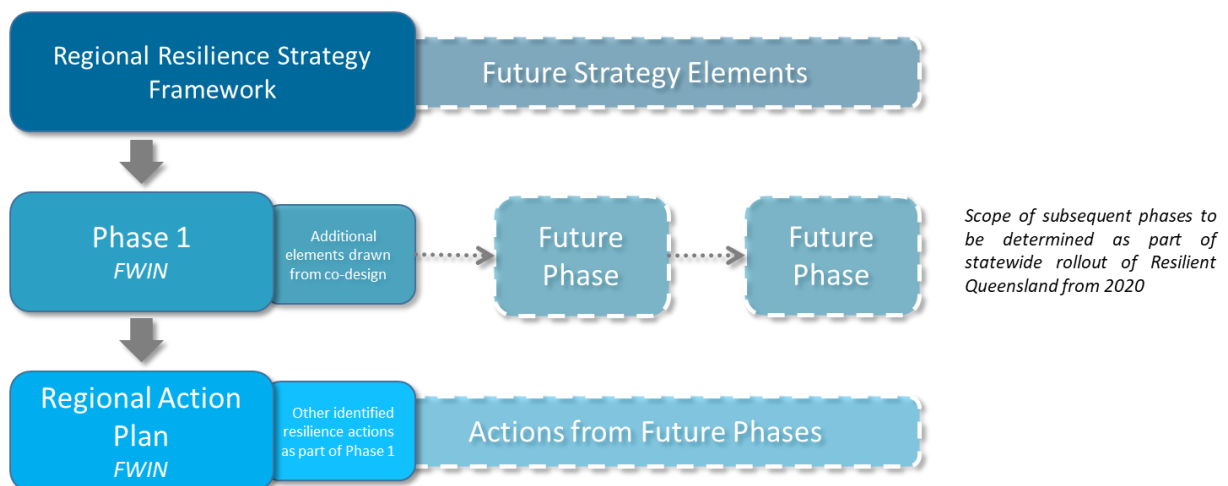 Regional Resilience Strategy
Framework
Future Strategy Elements
Phase 1
FWIN
Additional
elements drawn
from co-design
Future
Phase
Future
Phase
Scope of subsequent phases to
be determined as part of
statewide rollout of Resilient
Queensland from 2020
Regional Action
Plan
FWIN
Other identified
resilience actions
as part of Phase 1
Actions from Future Phases